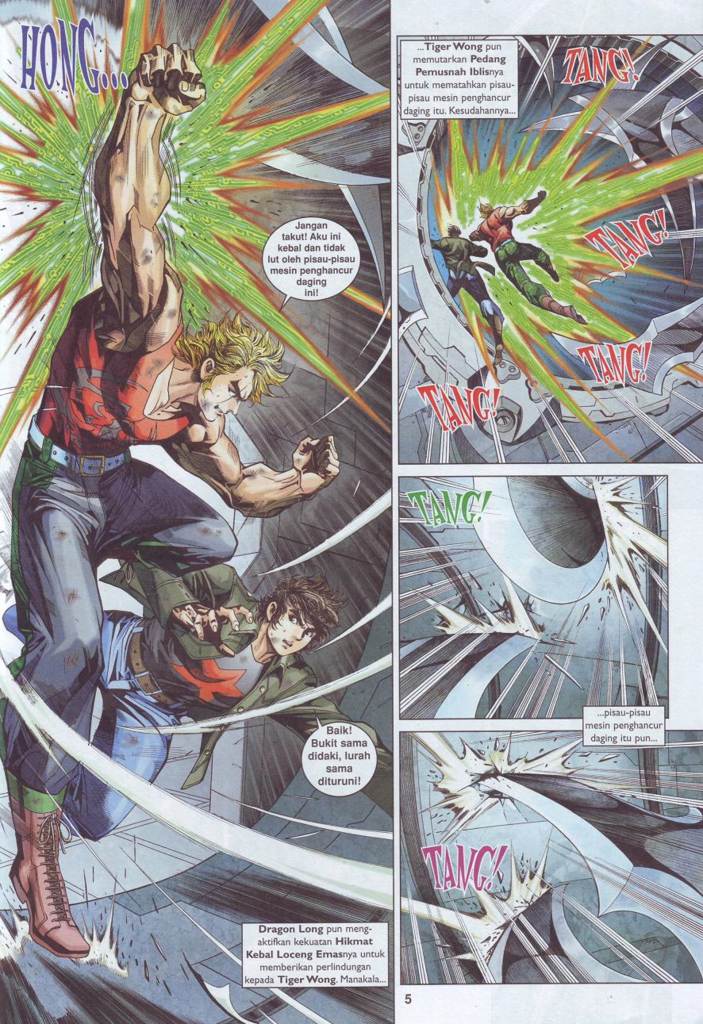 HONG...
Jangan
takut! Aku ini
kebal dan tidak
lut oleh pisau-pisau
mesin penghancur
daging
ini!
Baik!
Bukit sama
didaki, lurah
sama
dituruni!
Dragon Long pun meng-
aktifkan kekuatan Hikmat
Kebal Loceng Emasnya untuk
memberikan perlindungan
kepada Tiger Wong. Manakala...
...Tiger Wong pun
memutarkan Pedang
Pemusnah Iblisnya
untuk mematahkan pisau-
pisau mesin penghancur
daging itu. Kesudahannya...
TANG!
TANG!
TANG!
TANG!
TANG!
...pisau-pisau
mesin penghancur
daging itu pun...
TANG!
5